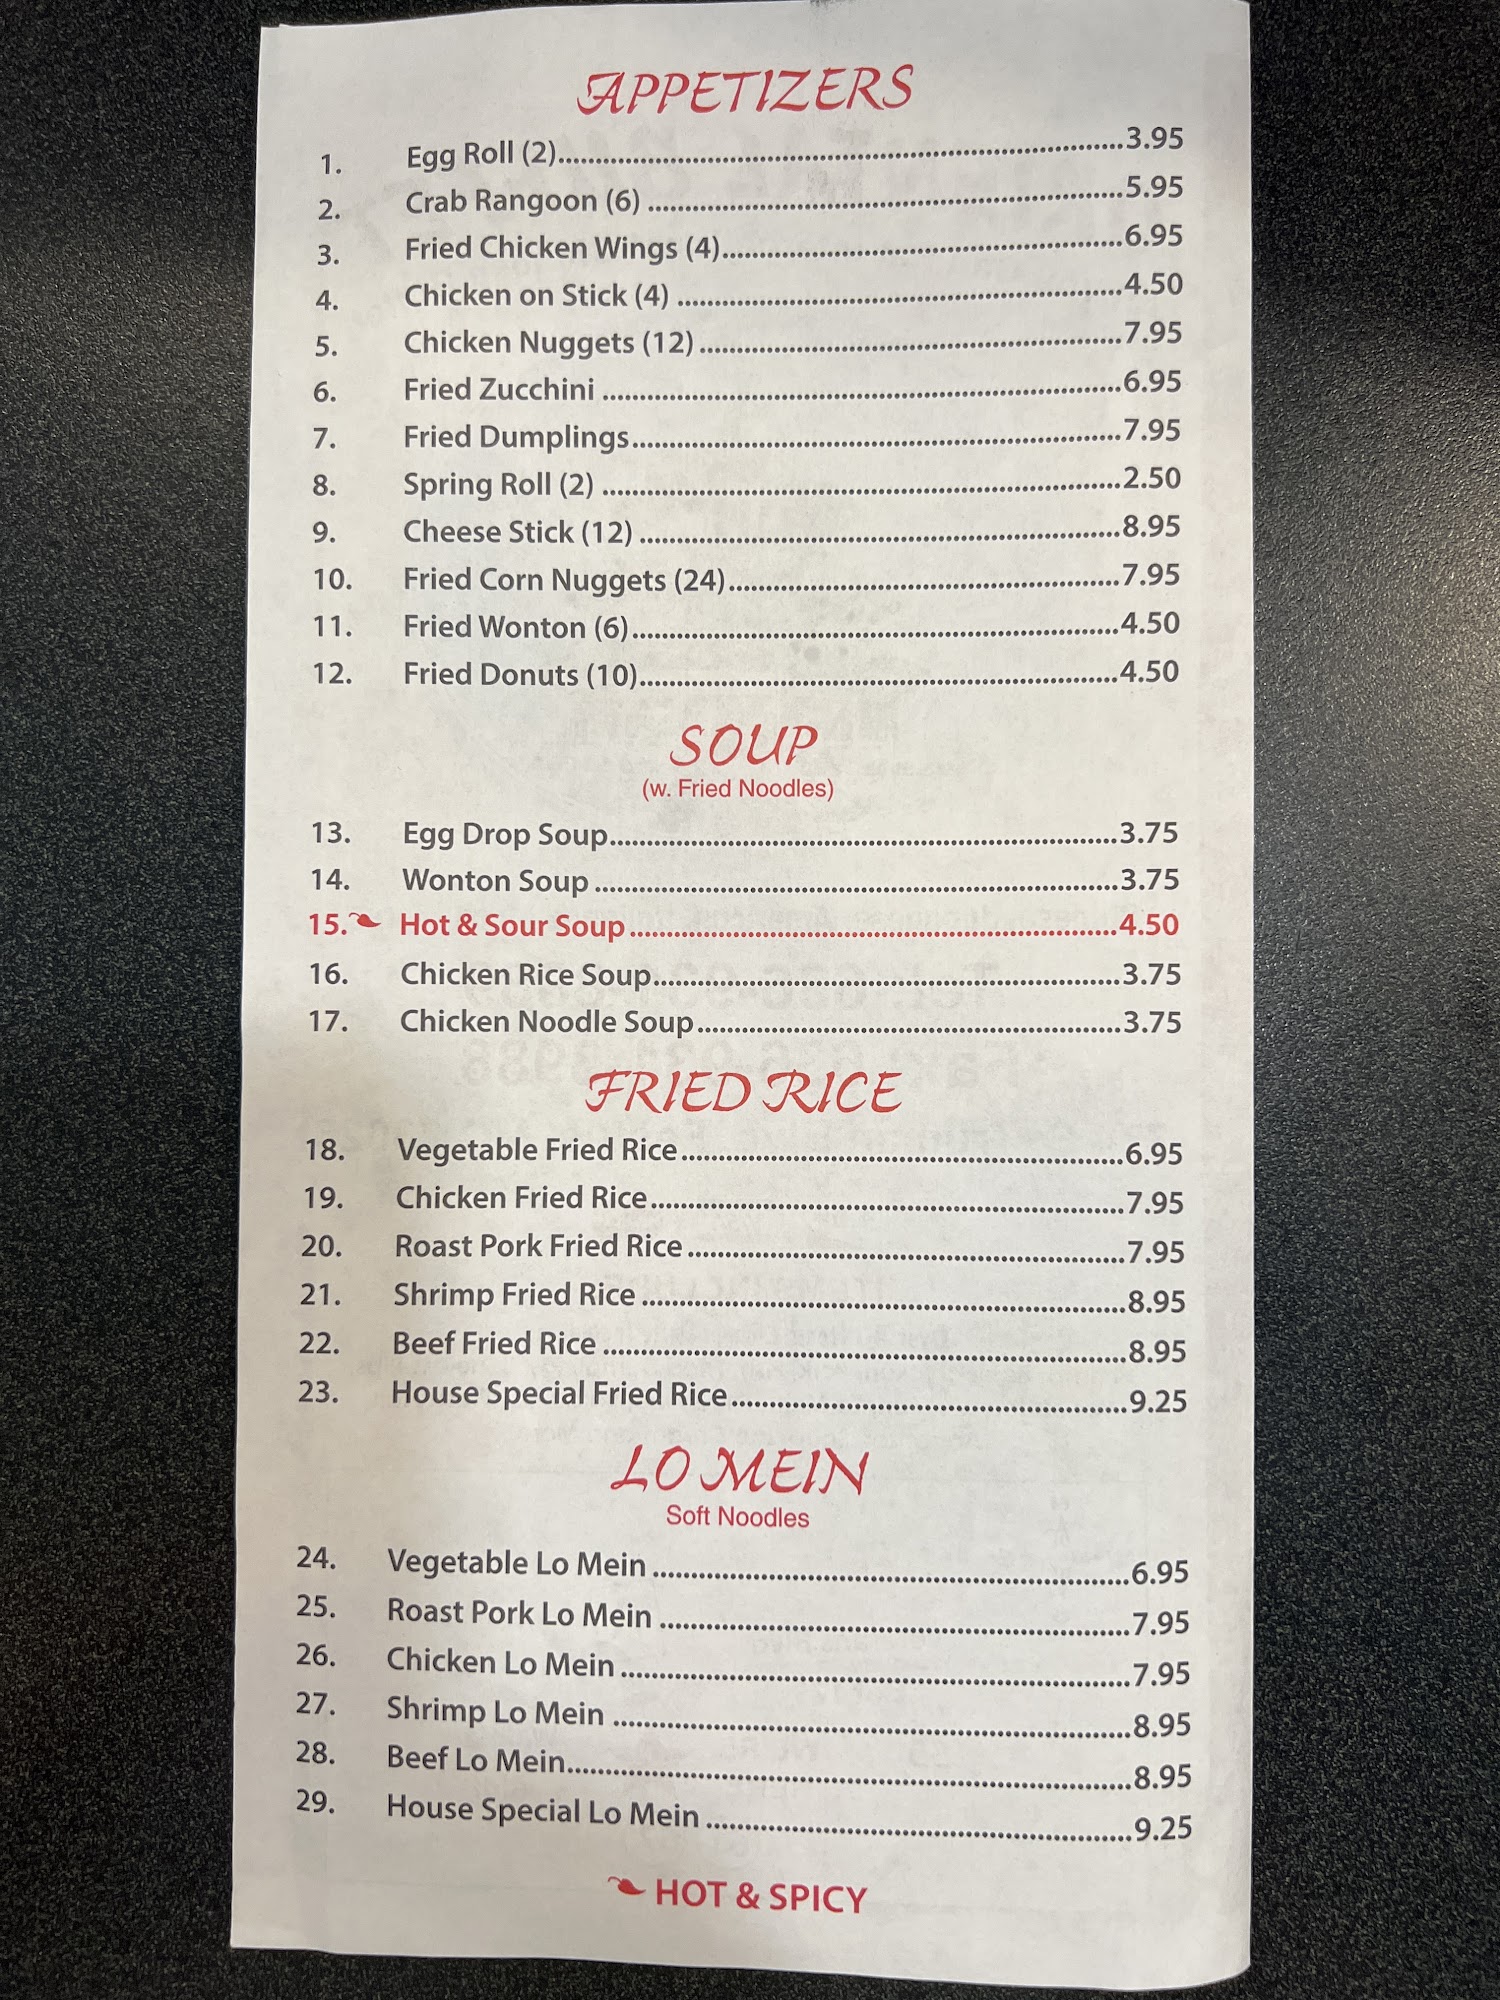 APPETIZERS
1. Egg Roll (2)..........3.95
2. Crab Rangoon (6)..........5.95
3. Fried Chicken Wings (4)..........6.95
4. Chicken on Stick (4)..........4.50
5. Chicken Nuggets (12)..........7.95
6. Fried Zucchini..........6.95
7. Fried Dumplings..........7.95
8. Spring Roll (2)..........2.50
9. Cheese Stick (12)..........8.95
10. Fried Corn Nuggets (24)..........7.95
11. Fried Wonton (6)..........4.50
12. Fried Donuts (10)..........4.50
SOUP
(w. Fried Noodles)
13. Egg Drop Soup..........3.75
14. Wonton Soup..........3.75
15. Hot & Sour Soup..........4.50
16. Chicken Rice Soup..........3.75
17. Chicken Noodle Soup..........3.75
FRIED RICE
18. Vegetable Fried Rice..........6.95
19. Chicken Fried Rice..........7.95
20. Roast Pork Fried Rice..........7.95
21. Shrimp Fried Rice..........8.95
22. Beef Fried Rice..........8.95
23. House Special Fried Rice..........9.25
LO MEIN
Soft Noodles
24. Vegetable Lo Mein..........6.95
25. Roast Pork Lo Mein..........7.95
26. Chicken Lo Mein..........7.95
27. Shrimp Lo Mein..........8.95
28. Beef Lo Mein..........8.95
29. House Special Lo Mein..........9.25
HOT & SPICY